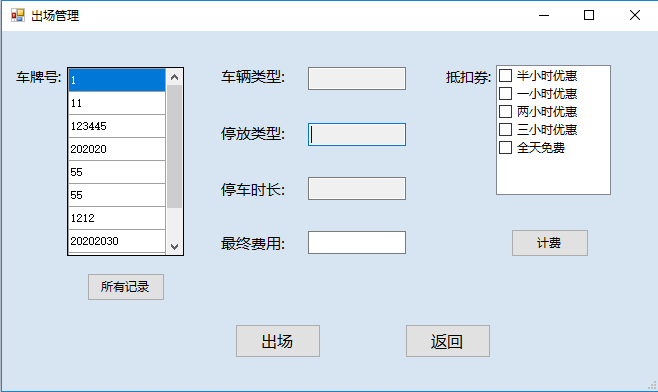 出场管理
车牌号:
1
11
123445
202020
55
55
1212
20202030
所有记录
车辆类型:
停放类型:
停车时长:
最终费用:
抵扣券:
半小时优惠
一小时优惠
两小时优惠
三小时优惠
全天免费
计费
出场
返回